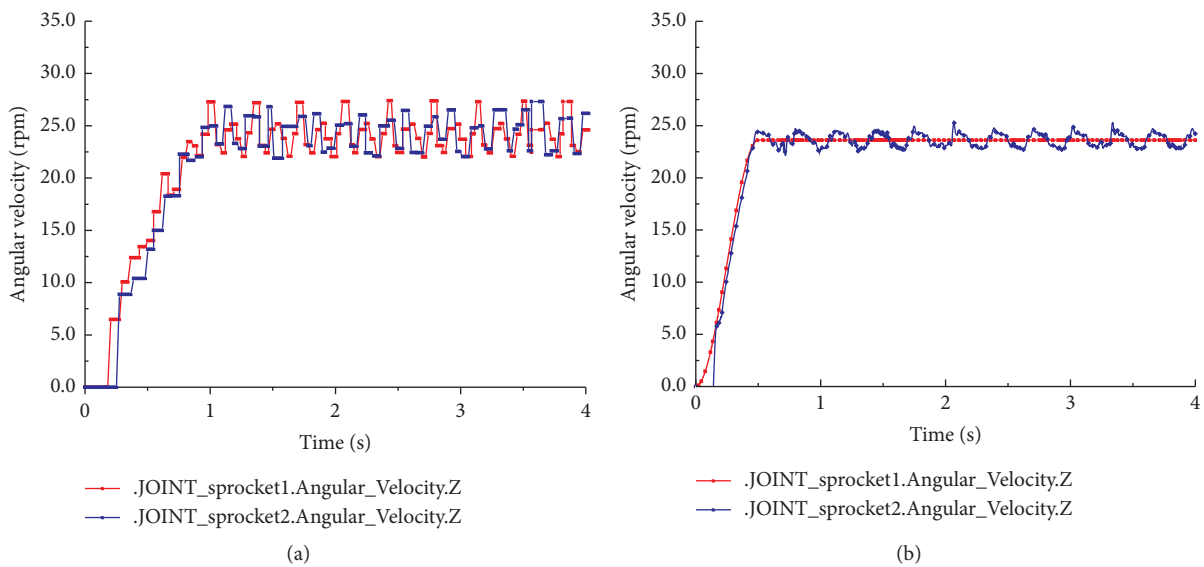 35.0
30.0
25.0
20.0
15.0
10.0
5.0
0.0
Angular velocity (rpm)
0 1 2 3 4
Time (s)
.JOINT_sprocket1.Angular_Velocity.Z
.JOINT_sprocket2.Angular_Velocity.Z
(a)
35.0
30.0
25.0
20.0
15.0
10.0
5.0
0.0
Angular velocity (rpm)
0 1 2 3 4
Time (s)
.JOINT_sprocket1.Angular_Velocity.Z
.JOINT_sprocket2.Angular_Velocity.Z
(b)